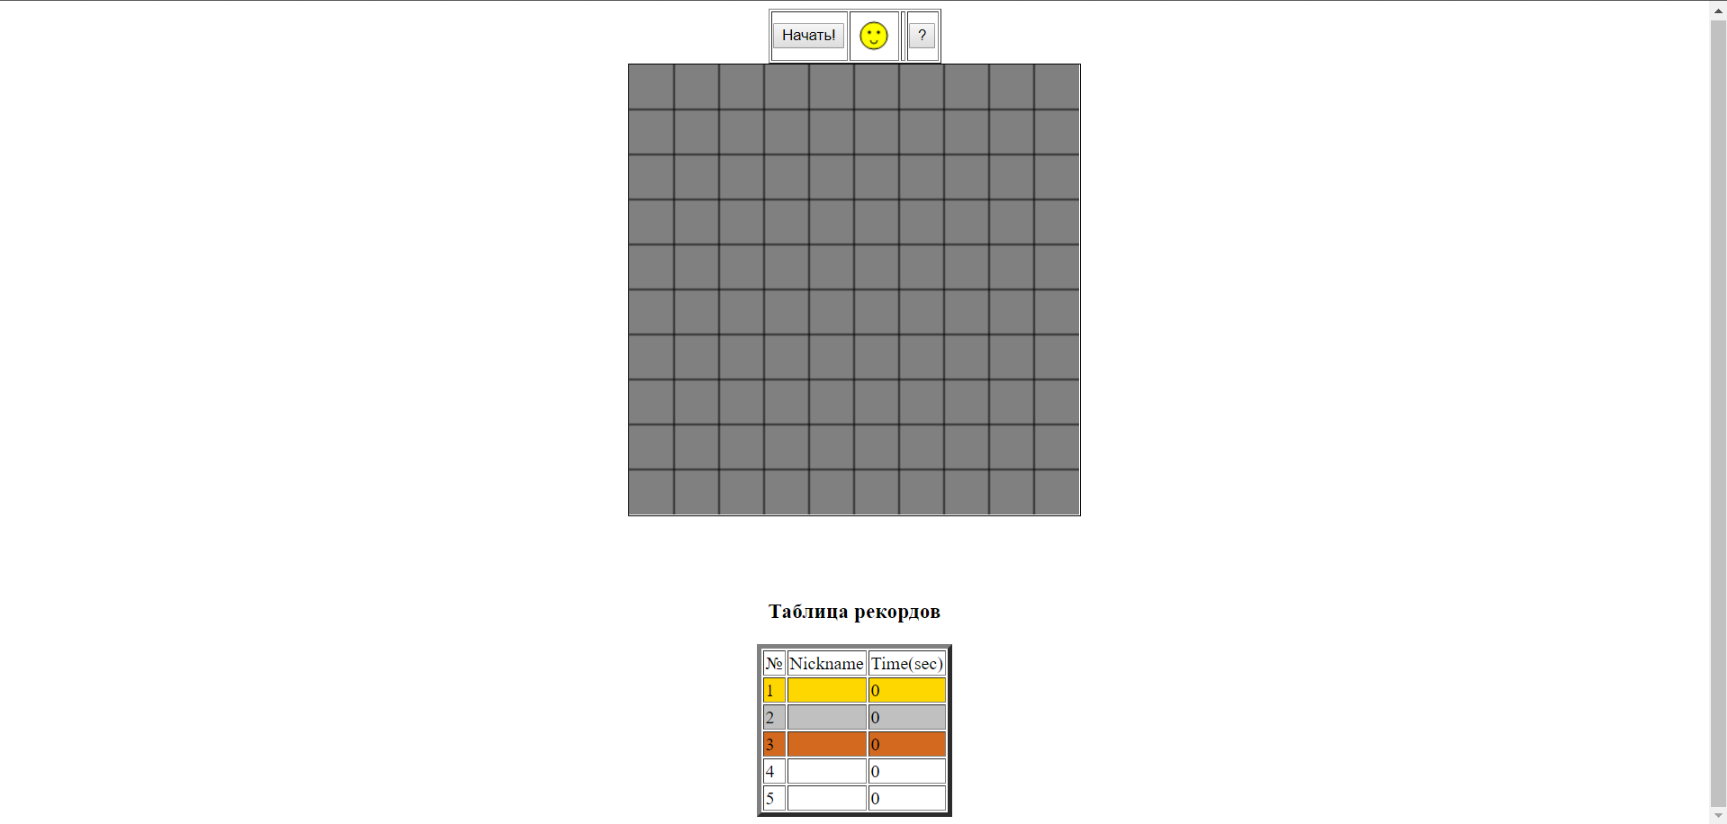 Начать! ?
Таблица рекордов
№ Nickname Time(sec)
1 0
2 0
3 0
4 0
5 0